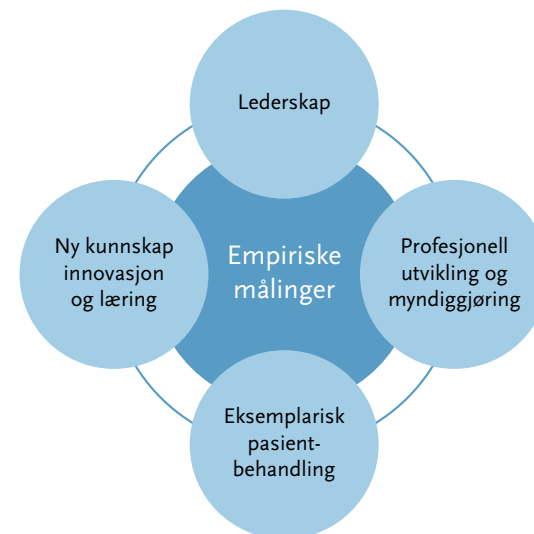 Lederskap
Ny kunnskap
innovasjon
og læring
Empiriske
målinger
Profesjonell
utvikling og
myndiggjøring
Eksemplarisk
pasient-
behandling